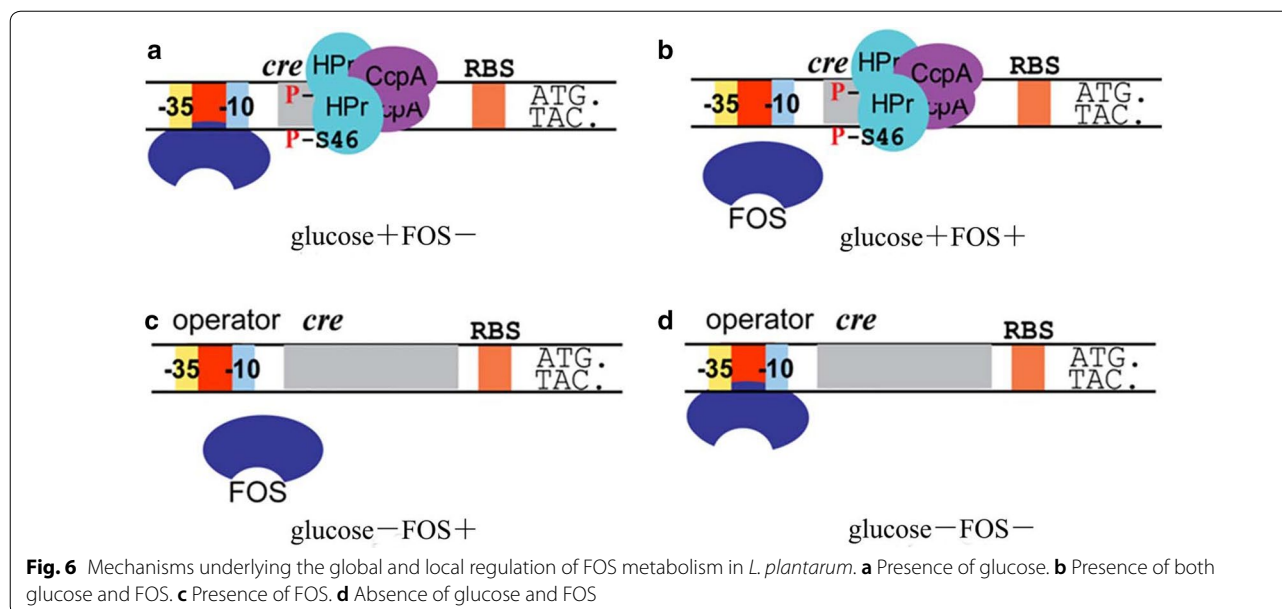 a
cre HPr CcpA RBS
-35 -10 P- HPr cpA ATG.
TAC.
P-S46
glucose+FOS−
b
cre HPr CcpA RBS
-35 -10 P- HPr cpA ATG.
TAC.
P-S46
FOS
glucose+FOS+
c operator cre
RBS
-35 -10 ATG.
TAC.
FOS
glucose−FOS+
d operator cre
RBS
-35 -10 ATG.
TAC.
glucose−FOS−
Fig. 6 Mechanisms underlying the global and local regulation of FOS metabolism in L. plantarum. a Presence of glucose. b Presence of both
glucose and FOS. c Presence of FOS. d Absence of glucose and FOS